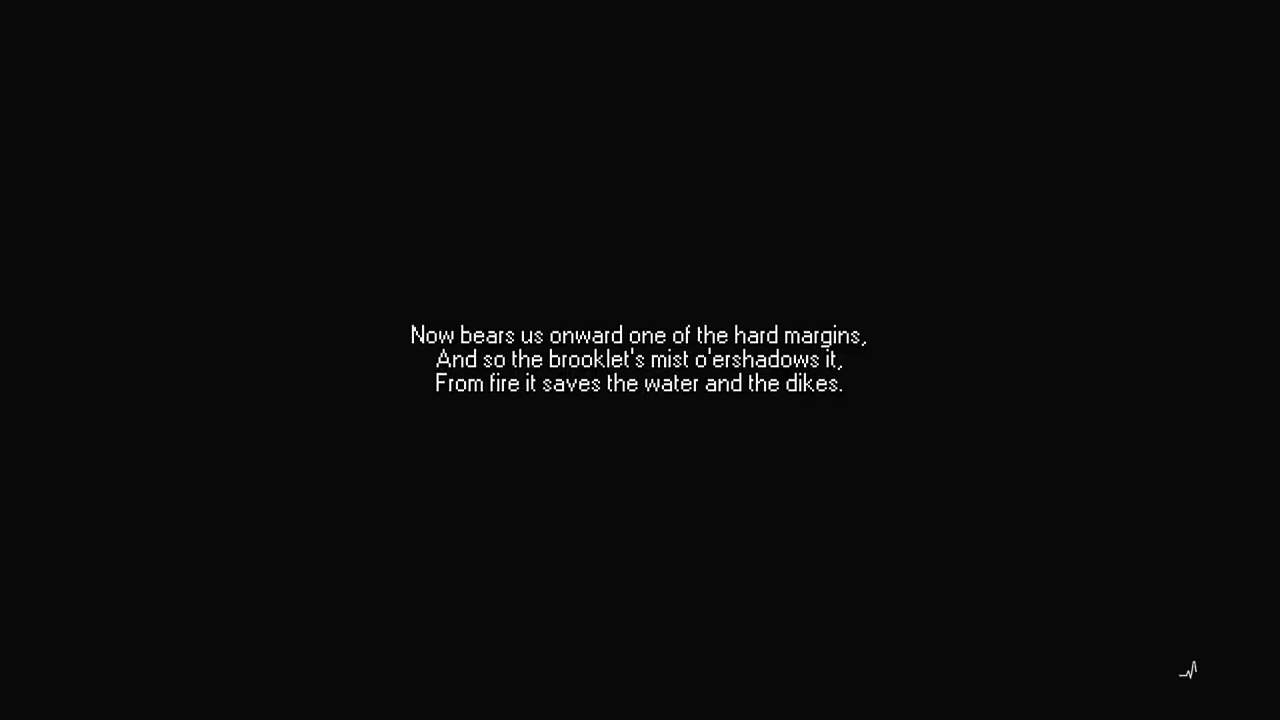 Now bears us onward one of the hard margins,
And so the brooklet's mist o'ershadows it,
From fire it saves the water and the dikes.